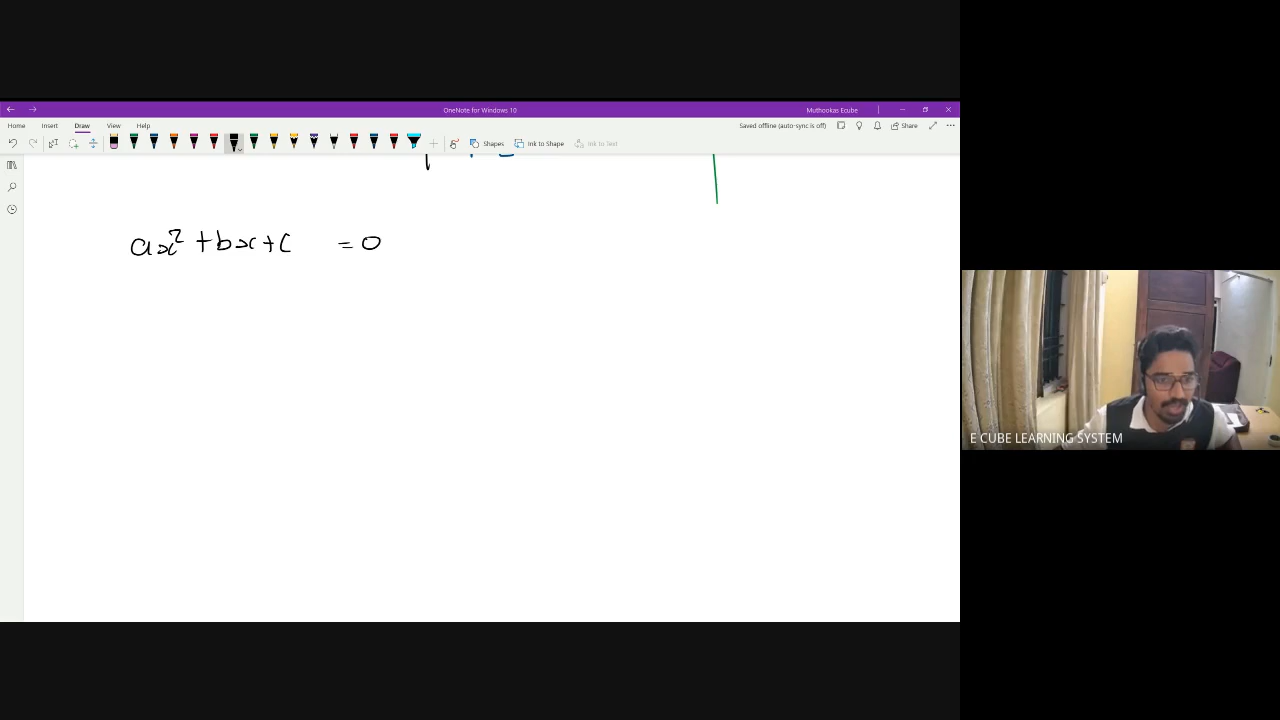 OneNote for Windows 10
Muthookas Ecube
Home Insert Draw View Help
Saved offline (auto-sync is off) Share
Shapes Ink to Shape Ink to Text
ax² + bx + c = 0
E CUBE LEARNING SYSTEM